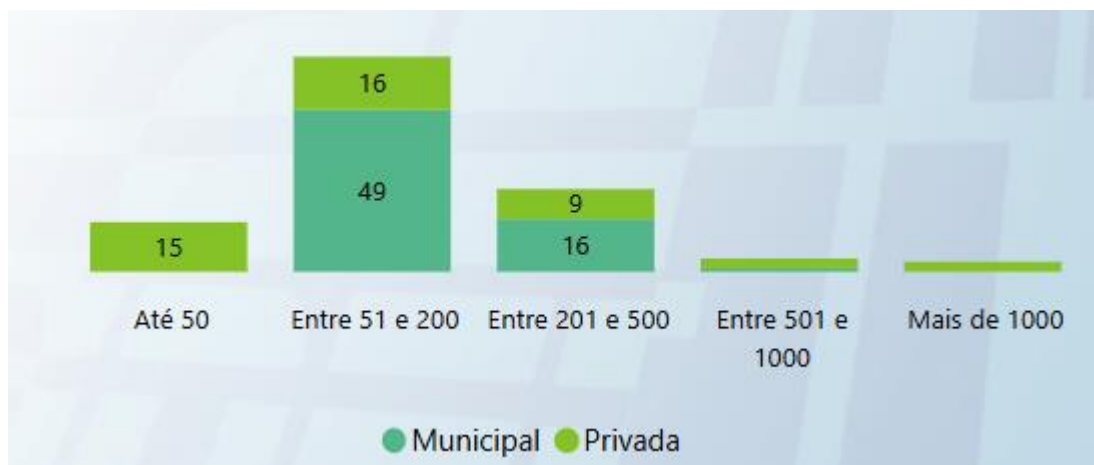 16
49
9
15
16
Até 50
Entre 51 e 200
Entre 201 e 500
Entre 501 e
1000
Mais de 1000
Municipal Privada